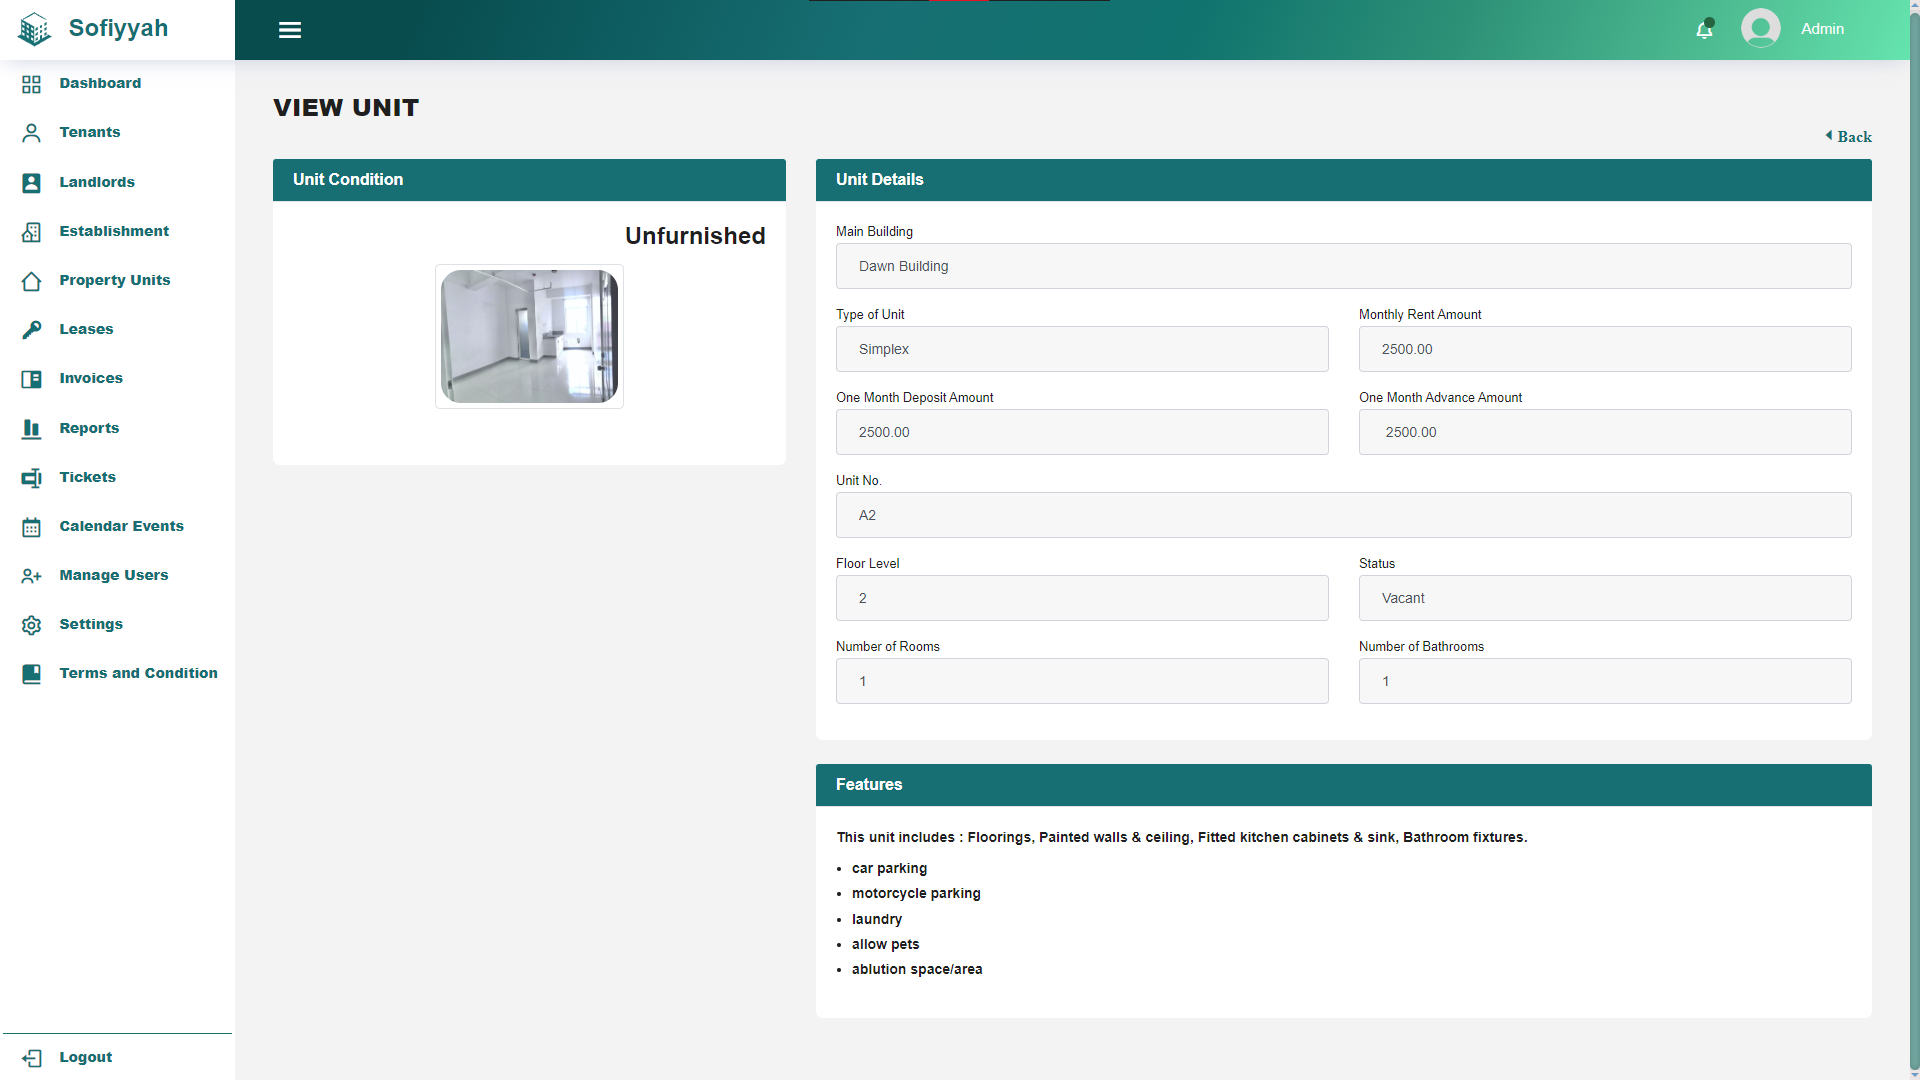 Sofiyyah
Admin
Dashboard
Tenants
Landlords
Establishment
Property Units
Leases
Invoices
Reports
Tickets
Calendar Events
Manage Users
Settings
Terms and Condition
Logout
VIEW UNIT
Back
Unit Condition
Unfurnished
Unit Details
Main Building
Dawn Building
Type of Unit
Monthly Rent Amount
Simplex
2500.00
One Month Deposit Amount
One Month Advance Amount
2500.00
2500.00
Unit No.
A2
Floor Level
Status
2
Vacant
Number of Rooms
Number of Bathrooms
1
1
Features
This unit includes : Floorings, Painted walls & ceiling, Fitted kitchen cabinets & sink, Bathroom fixtures.
• car parking
• motorcycle parking
• laundry
• allow pets
• ablution space/area